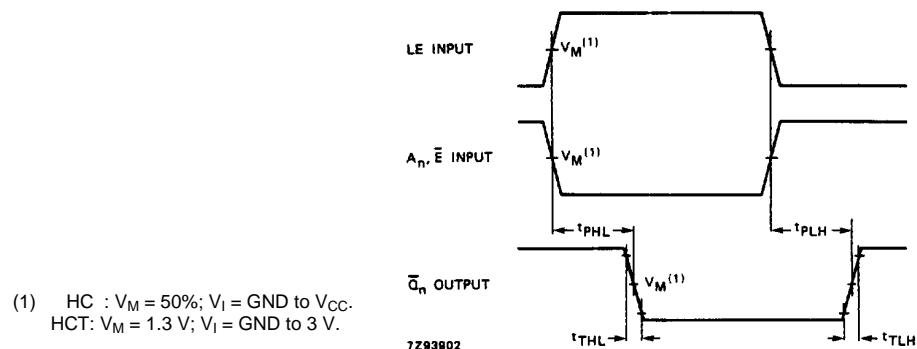 LE INPUT
V_M^(1)
A_n, E̅ INPUT
V_M^(1)
t_PHL
t_PLH
Q̅_n OUTPUT
V_M^(1)
(1) HC : V_M = 50%; V_I = GND to V_CC.
HCT: V_M = 1.3 V; V_I = GND to 3 V.
t_THL
t_TLH
7Z93902